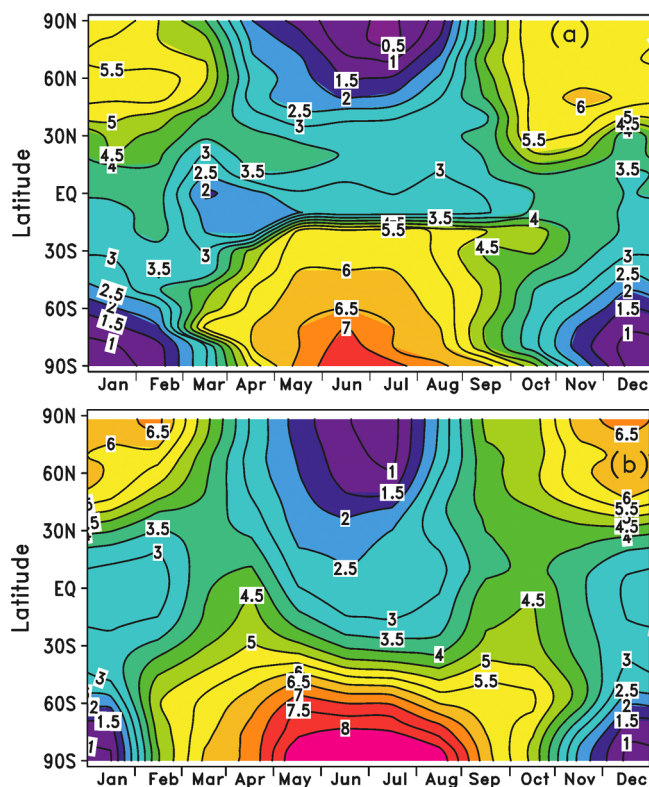 90N (a)
0.5
1
5.5
60N 1.5
2 6
2.5
5 3 5
4.5
30N 5.5
4.5 3
4
2.5 3.5 3 3.5
EQ 2
3.5 4
5.5
4.5
30S 3 3.5 3 3
6 2.5
2.5 2
60S 2 6.5 1.5
1.5 7
1 1
90S
Latitude
Jan Feb Mar Apr May Jun Jul Aug Sep Oct Nov Dec
90N 6.5 6.5
6
60N 1 (b)
1.5
6
2 5.5
30N 3.5 4.5
3 4
2.5
EQ 4.5 4.5
3
3.5
30S 5 4 5 3
3 6
6.5 5.5 2.5
60S 2 7 2
1.5 7.5 1.5
1 8 1
90S
Latitude
Jan Feb Mar Apr May Jun Jul Aug Sep Oct Nov Dec